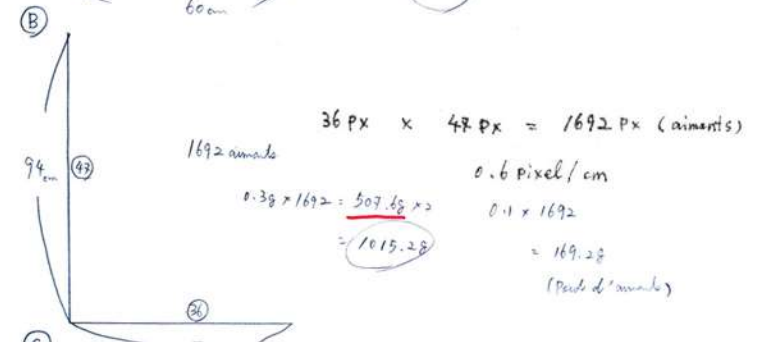 60 cm
B
36 px x 47 px = 1692 px (aimants)
1692 aimants
94 cm
47
0.6 pixel / cm
0.3g x 1692 = 507.6g x 2
0.1 x 1692
= 1015.2g
= 169.2g
(Poids d'aimants)
36
C